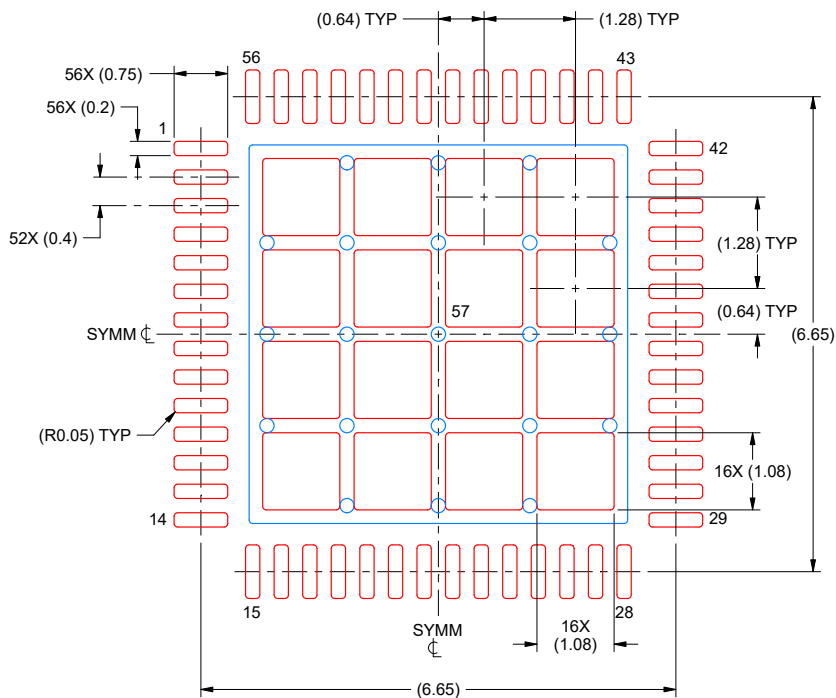 (0.64) TYP
(1.28) TYP
56
43
56X (0.75)
56X (0.2)
1
42
52X (0.4)
(1.28) TYP
57
(0.64) TYP
SYMM ℄
(6.65)
(R0.05) TYP
16X (1.08)
14
29
15
28
SYMM
℄
16X
(1.08)
(6.65)